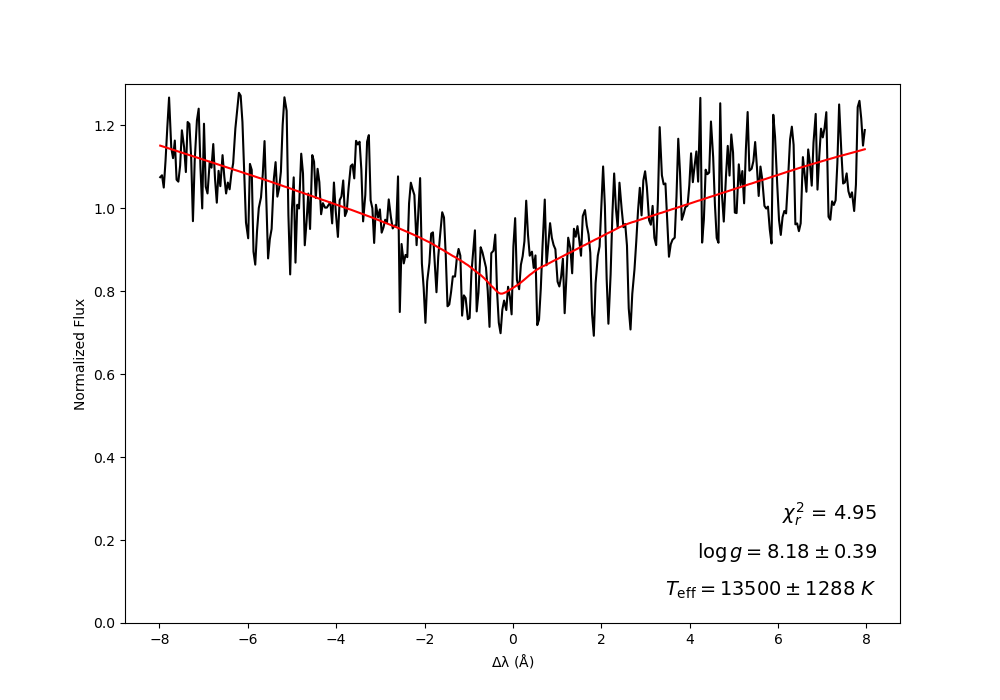 Normalized Flux
1.2
1.0
0.8
0.6
0.4
0.2
0.0
χ²ᵣ = 4.95
log g = 8.18 ± 0.39
T_eff = 13500 ± 1288 K
−8 −6 −4 −2 0 2 4 6 8
Δλ (Å)